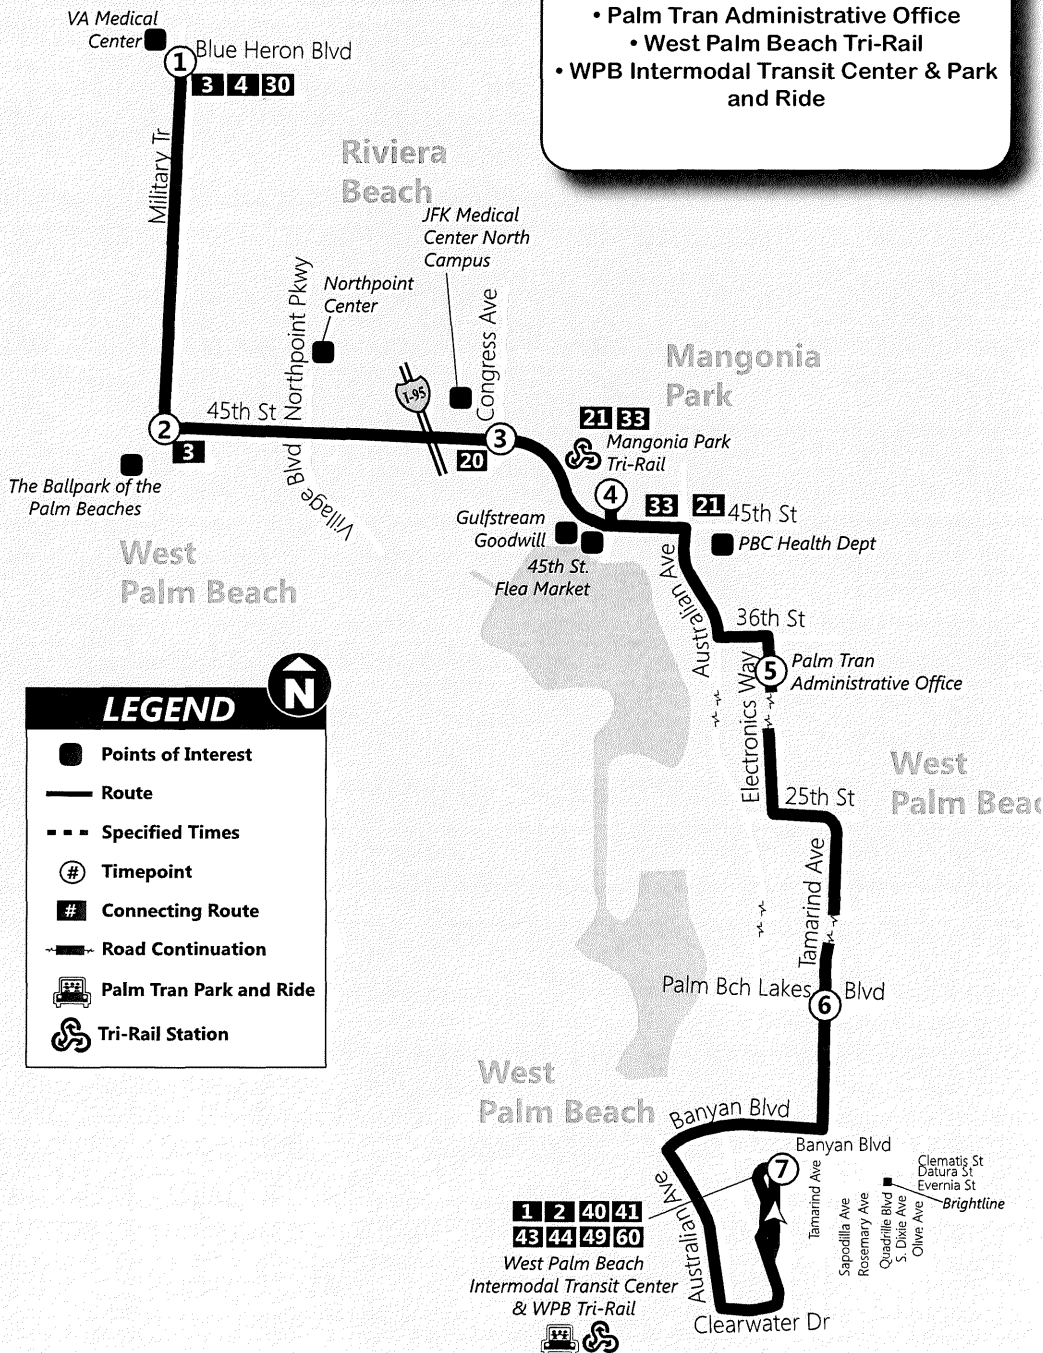 • Palm Tran Administrative Office
• West Palm Beach Tri-Rail
• WPB Intermodal Transit Center & Park
and Ride
VA Medical
Center
1
Blue Heron Blvd
3 4 30
Military Tr
Riviera
Beach
JFK Medical
Center North
Campus
Northpoint
Center
Northpoint Pkwy
Congress Ave
I-95
Mangonia
Park
45th St
2
3
3
20
21 33
Mangonia Park
Tri-Rail
4
33 21
45th St
The Ballpark of the
Palm Beaches
Village Blvd
Gulfstream
Goodwill
45th St.
Flea Market
PBC Health Dept
West
Palm Beach
Australian Ave
36th St
5
Palm Tran
Administrative Office
Electronics Way
N
LEGEND
Points of Interest
Route
Specified Times
# Timepoint
# Connecting Route
Road Continuation
Palm Tran Park and Ride
Tri-Rail Station
West
Palm Beac
25th St
Tamarind Ave
Palm Bch Lakes Blvd
6
West
Palm Beach
Banyan Blvd
Banyan Blvd
7
Clematis St
Datura St
Evernia St
Brightline
Tamarind Ave
Sapodilla Ave
Rosemary Ave
Quadrille Blvd
S. Dixie Ave
Olive Ave
Australian Ave
1 2 40 41
43 44 49 60
West Palm Beach
Intermodal Transit Center
& WPB Tri-Rail
Clearwater Dr